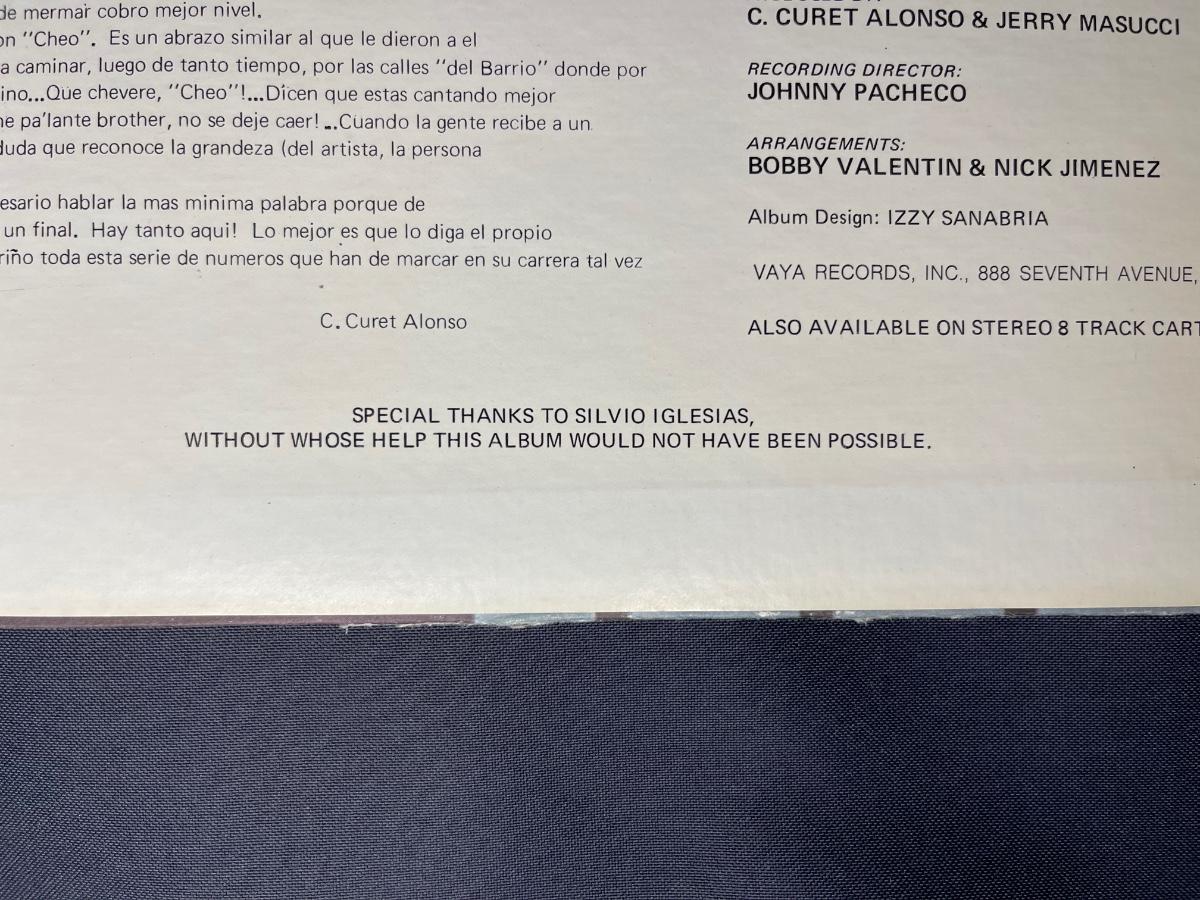 de mermar cobro mejor nivel.
on "Cheo". Es un abrazo similar al que le dieron a el
a caminar, luego de tanto tiempo, por las calles "del Barrio" donde por
ino...Que chevere, "Cheo"!...Dicen que estas cantando mejor
ne pa'lante brother, no se deje caer!...Cuando la gente recibe a un
duda que reconoce la grandeza (del artista, la persona
esario hablar la mas minima palabra porque de
un final. Hay tanto aqui! Lo mejor es que lo diga el propio
riño toda esta serie de numeros que han de marcar en su carrera tal vez
C. Curet Alonso
C. CURET ALONSO & JERRY MASUCCI
RECORDING DIRECTOR:
JOHNNY PACHECO
ARRANGEMENTS:
BOBBY VALENTIN & NICK JIMENEZ
Album Design: IZZY SANABRIA
VAYA RECORDS, INC., 888 SEVENTH AVENUE,
ALSO AVAILABLE ON STEREO 8 TRACK CART
SPECIAL THANKS TO SILVIO IGLESIAS,
WITHOUT WHOSE HELP THIS ALBUM WOULD NOT HAVE BEEN POSSIBLE.